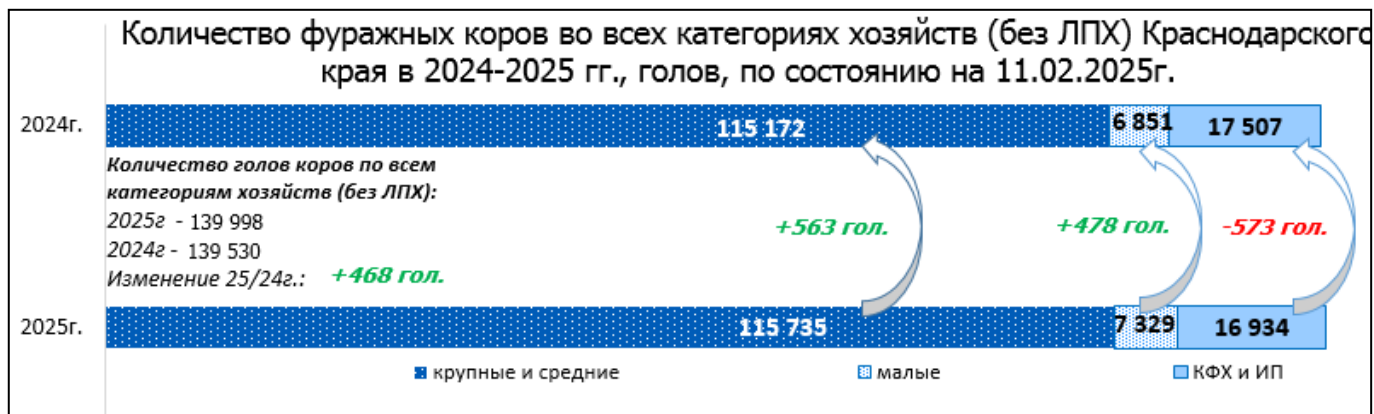 Количество фуражных коров во всех категориях хозяйств (без ЛПХ) Краснодарского
края в 2024-2025 гг., голов, по состоянию на 11.02.2025г.
2024г.
115 172
6 851
17 507
Количество голов коров по всем
категориям хозяйств (без ЛПХ):
2025г - 139 998
2024г - 139 530
Изменение 25/24г.: +468 гол.
+563 гол.
+478 гол.
-573 гол.
2025г.
115 735
7 329
16 934
крупные и средние
малые
КФХ и ИП